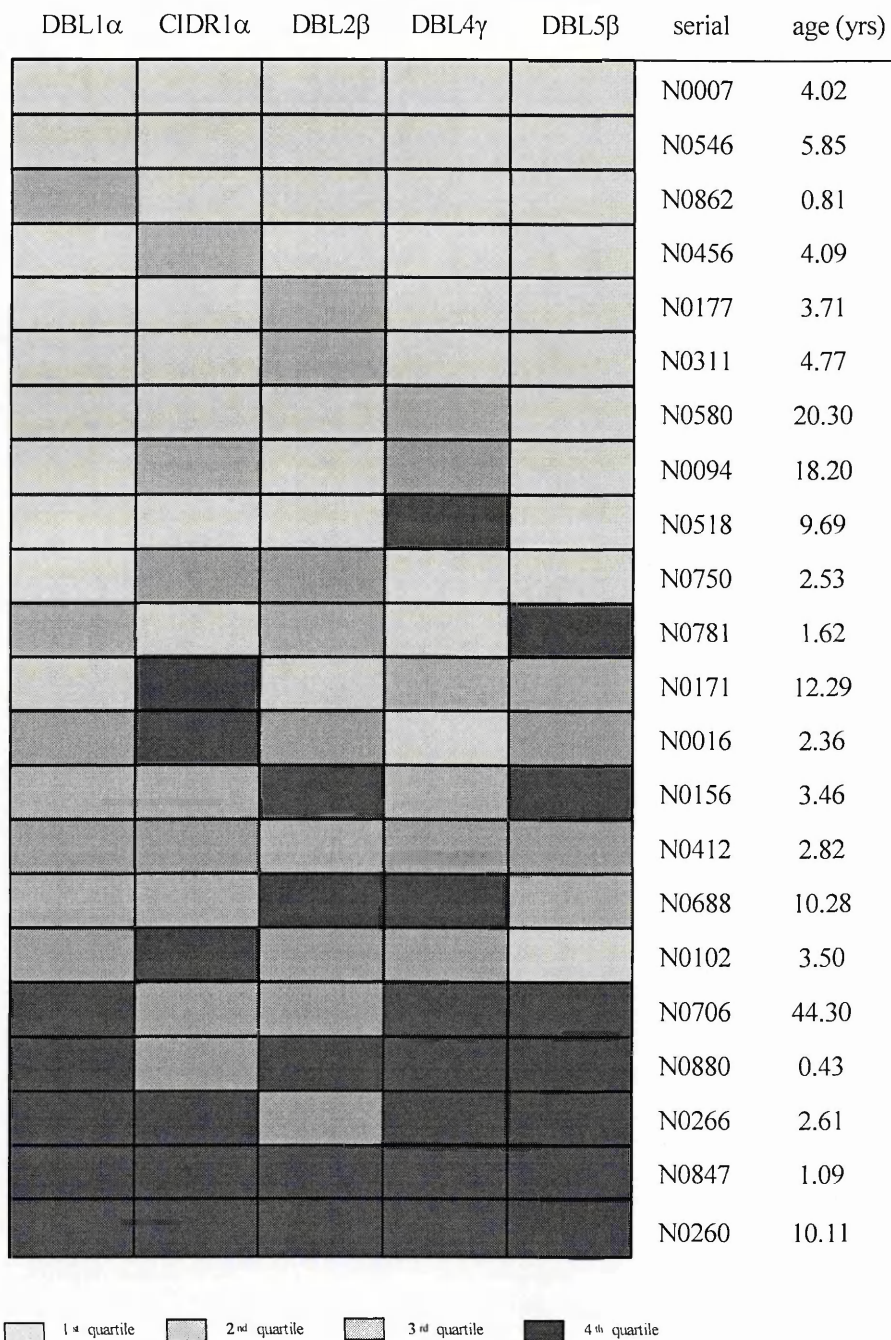 DBL1α CIDR1α DBL2β DBL4γ DBL5β serial age (yrs)
N0007 4.02
N0546 5.85
N0862 0.81
N0456 4.09
N0177 3.71
N0311 4.77
N0580 20.30
N0094 18.20
N0518 9.69
N0750 2.53
N0781 1.62
N0171 12.29
N0016 2.36
N0156 3.46
N0412 2.82
N0688 10.28
N0102 3.50
N0706 44.30
N0880 0.43
N0266 2.61
N0847 1.09
N0260 10.11
1st quartile 2nd quartile 3rd quartile 4th quartile